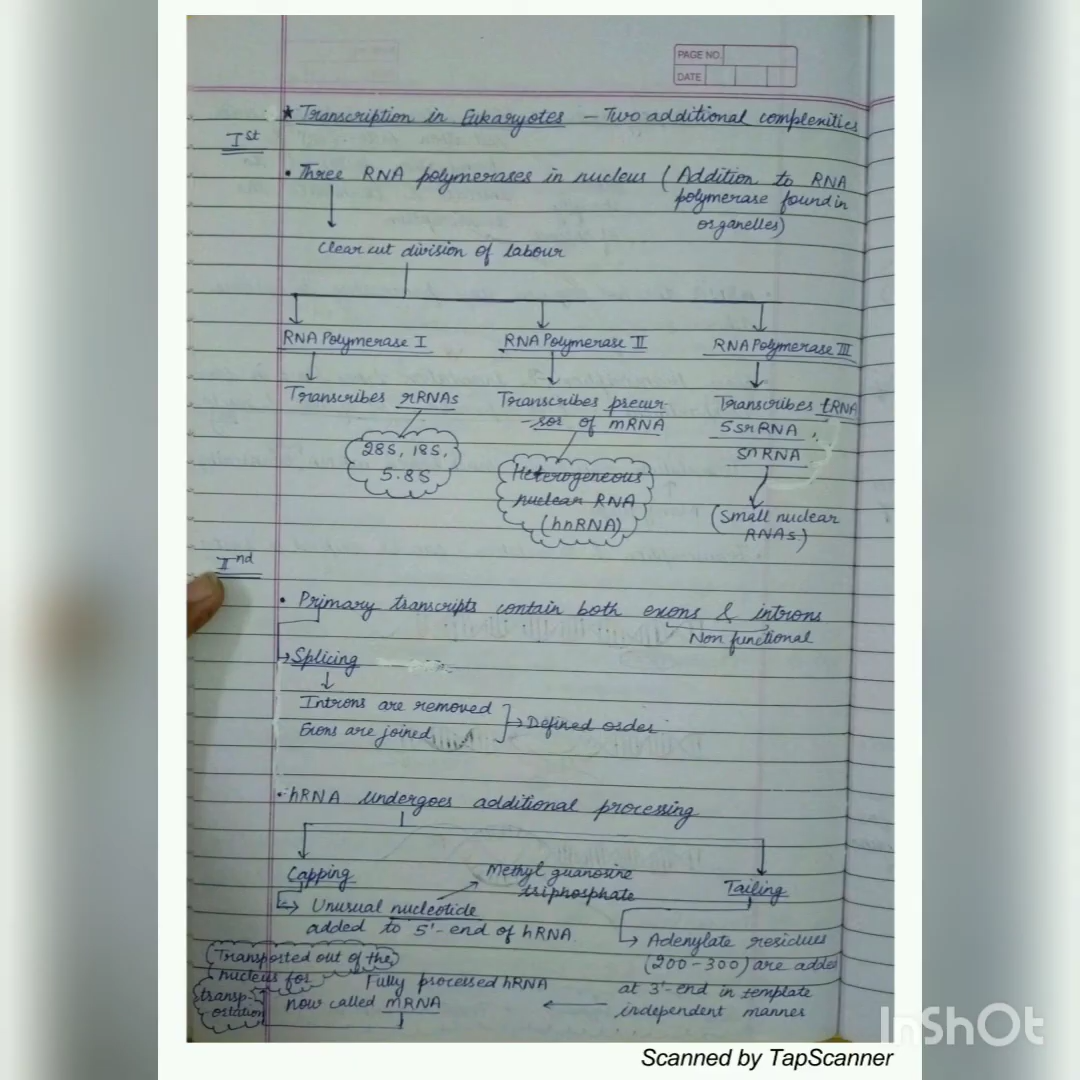 PAGE NO.
DATE
★ Transcription in Eukaryotes – Two additional complexities
Ist
• Three RNA polymerases in nucleus (Addition to RNA
polymerase found in
organelles)
Clear cut division of labour
RNA Polymerase I
RNA Polymerase II
RNA Polymerase III
Transcribes rRNAs
28S, 18S,
5.8S
Transcribes precur-
-sor of mRNA
Heterogeneous
nuclear RNA
(hnRNA)
Transcribes tRNA
5srRNA,
snRNA
(Small nuclear
RNAs)
IInd
• Primary transcripts contain both exons & introns
Non functional
Splicing
Introns are removed
Exons are joined
Defined order
• hRNA undergoes additional processing
Capping
Methyl guanosine
triphosphate
Unusual nucleotide
added to 5'-end of hRNA
Tailing
Adenylate residues
(200-300) are added
at 3'-end in template
independent manner
Fully processed hRNA
now called mRNA
Transported out of the
nucleus for
transp-
ortation
InShOt
Scanned by TapScanner